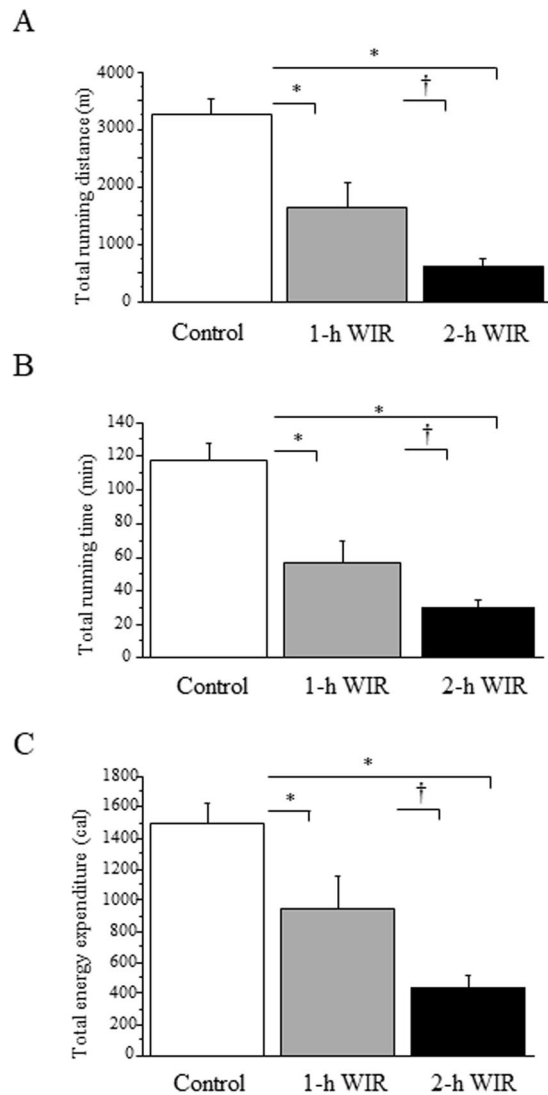 A
*
*
†
Total running distance (m)
4000
3000
2000
1000
0
Control
1-h WIR
2-h WIR
B
*
*
†
Total running time (min)
140
120
100
80
60
40
20
0
Control
1-h WIR
2-h WIR
C
*
*
†
Total energy expenditure (cal)
1800
1600
1400
1200
1000
800
600
400
200
0
Control
1-h WIR
2-h WIR